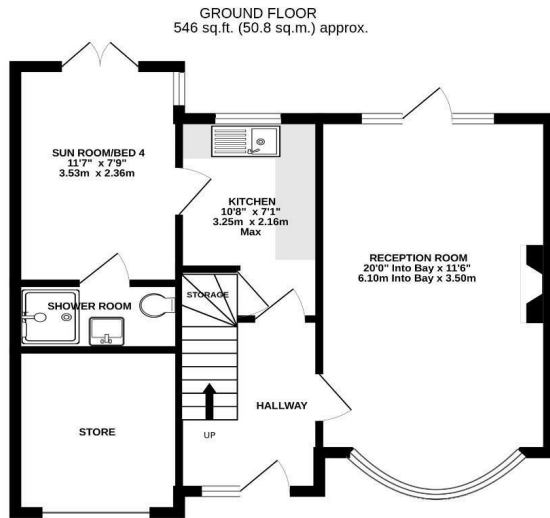 GROUND FLOOR
546 sq.ft. (50.8 sq.m.) approx.
SUN ROOM/BED 4
11'7" x 7'9"
3.53m x 2.36m
KITCHEN
10'8" x 7'1"
3.25m x 2.16m
Max
RECEPTION ROOM
20'0" Into Bay x 11'6"
6.10m Into Bay x 3.50m
STORAGE
SHOWER ROOM
HALLWAY
STORE
UP